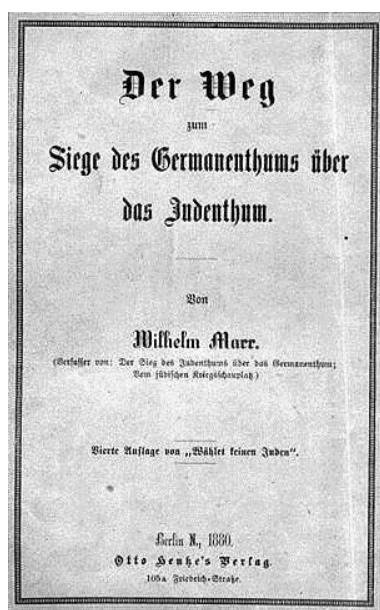 Der Weg
zum
Siege des Germanenthums über
das Judenthum.
Von
Wilhelm Marr.
(Verfasser von: Der Sieg des Judenthums über das Germanenthum;
Vom jüdischen Kriegsschauplatz.)
Vierte Auflage von „Wählet keinen Juden“.
Berlin N., 1880.
Otto Hentze's Verlag
105a Friedrich-Straße.